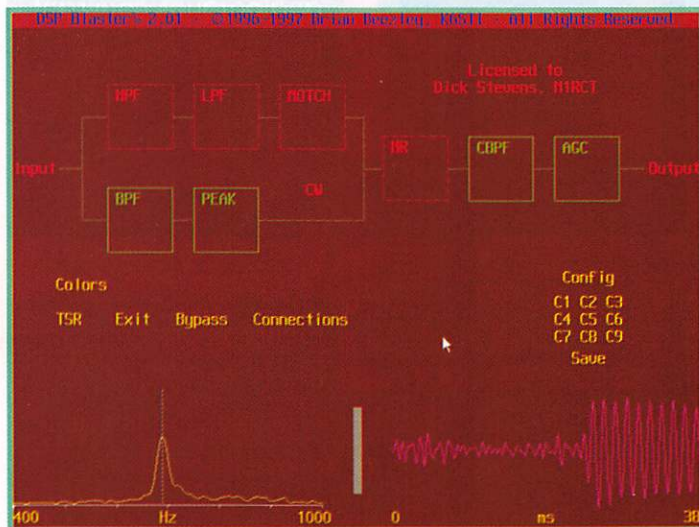 DSP Blaster 2.01 - ©1996-1997 Brian Beezley, K6STI - All Rights Reserved
Licensed to
Dick Stevens, N1RCT
HPF LPF NOTCH
Input NR CBPF AGC Output
BPF PEAK CW
Colors
TSR Exit Bypass Connections
Config
C1 C2 C3
C4 C5 C6
C7 C8 C9
Save
400 Hz 1000 0 ms 30